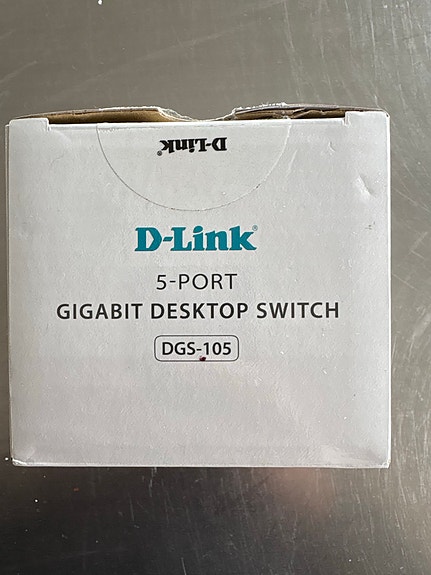 D-Link®
D-Link®
5-PORT
GIGABIT DESKTOP SWITCH
DGS-105